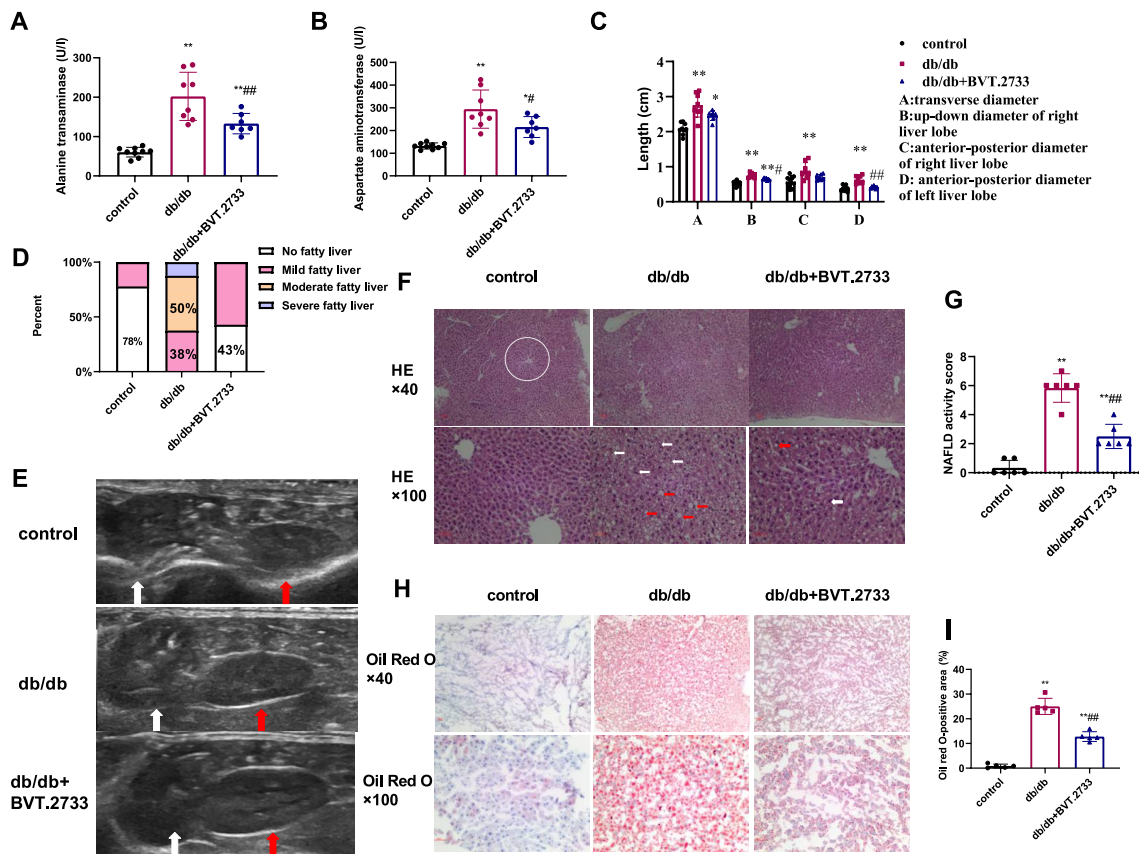 A
Alanine transaminase (U/l)
300
200
100
0
**
**##
control
db/db
db/db+BVT.2733
B
Aspartate aminotransferase (U/l)
500
400
300
200
100
0
**
*#
control
db/db
db/db+BVT.2733
C
Length (cm)
4
3
2
1
0
**
*
**
**#
**
**
##
A
B
C
D
control
db/db
db/db+BVT.2733
A:transverse diameter
B:up-down diameter of right
liver lobe
C:anterior-posterior diameter
of right liver lobe
D: anterior-posterior diameter
of left liver lobe
D
Percent
100%
50%
0%
78%
50%
38%
43%
control
db/db
db/db+BVT.2733
No fatty liver
Mild fatty liver
Moderate fatty liver
Severe fatty liver
E
control
db/db
db/db+
BVT.2733
F
control
db/db
db/db+BVT.2733
HE
×40
HE
×100
G
NAFLD activity score
8
6
4
2
0
**
**##
control
db/db
db/db+BVT.2733
H
control
db/db
db/db+BVT.2733
Oil Red O
×40
Oil Red O
×100
I
Oil red O-positive area (%)
40
30
20
10
0
**
**##
control
db/db
db/db+BVT.2733